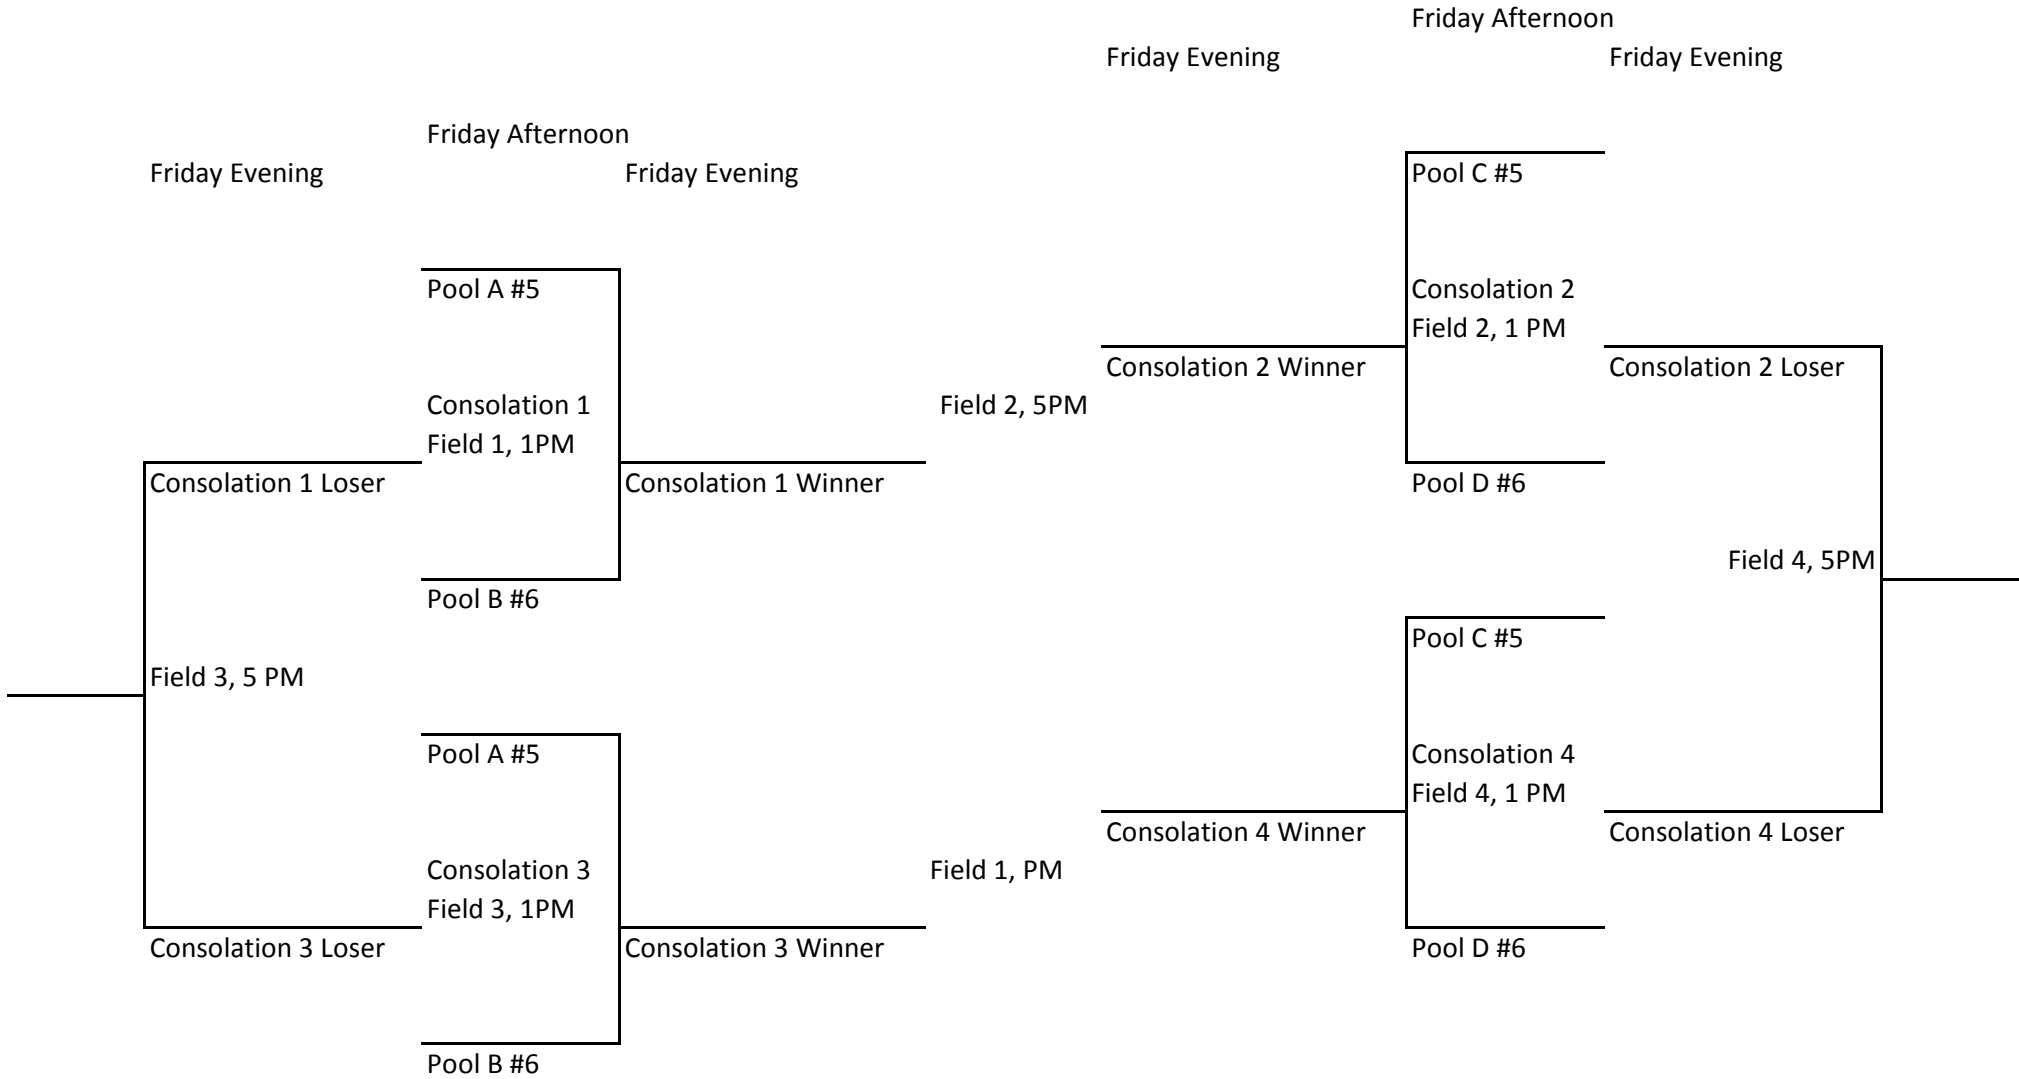 Friday Afternoon
Friday Evening
Friday Evening
Friday Afternoon
Friday Evening
Friday Evening
Pool C #5
Pool A #5
Consolation 2
Field 2, 1 PM
Consolation 2 Winner
Consolation 2 Loser
Consolation 1
Field 1, 1PM
Field 2, 5PM
Consolation 1 Loser
Consolation 1 Winner
Pool D #6
Field 4, 5PM
Pool B #6
Pool C #5
Field 3, 5 PM
Pool A #5
Consolation 4
Field 4, 1 PM
Consolation 4 Winner
Consolation 4 Loser
Consolation 3
Field 3, 1PM
Field 1, PM
Consolation 3 Loser
Consolation 3 Winner
Pool D #6
Pool B #6